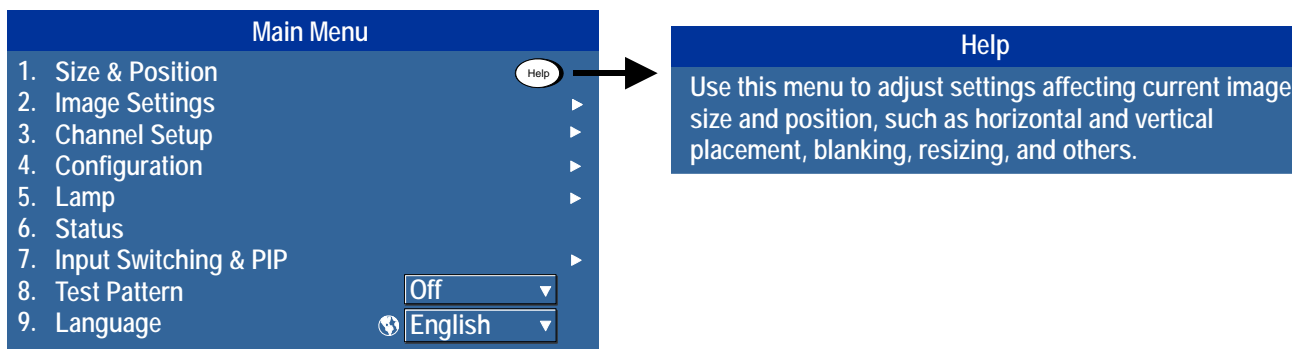 Main Menu
1. Size & Position
Help
2. Image Settings
3. Channel Setup
4. Configuration
5. Lamp
6. Status
7. Input Switching & PIP
8. Test Pattern Off
9. Language English
Help
Use this menu to adjust settings affecting current image
size and position, such as horizontal and vertical
placement, blanking, resizing, and others.